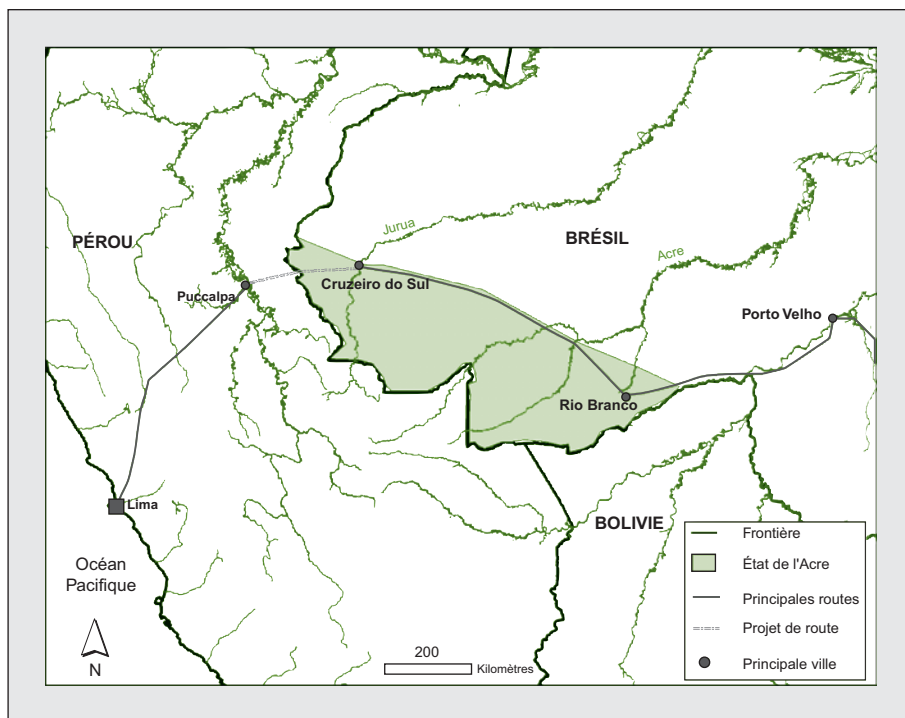 Jurua
PÉROU
BRÉSIL
Acre
Cruzeiro do Sul
Puccalpa
Porto Velho
Rio Branco
Lima
BOLIVIE
Océan
Pacifique
N
200
Kilomètres
Frontière
État de l'Acre
Principales routes
Projet de route
Principale ville